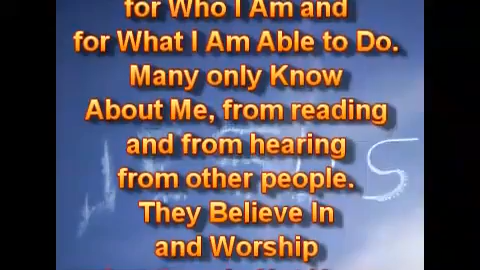 for Who I Am and
for What I Am Able to Do.
Many only Know
About Me, from reading
and from hearing
from other people.
They Believe In
and Worship